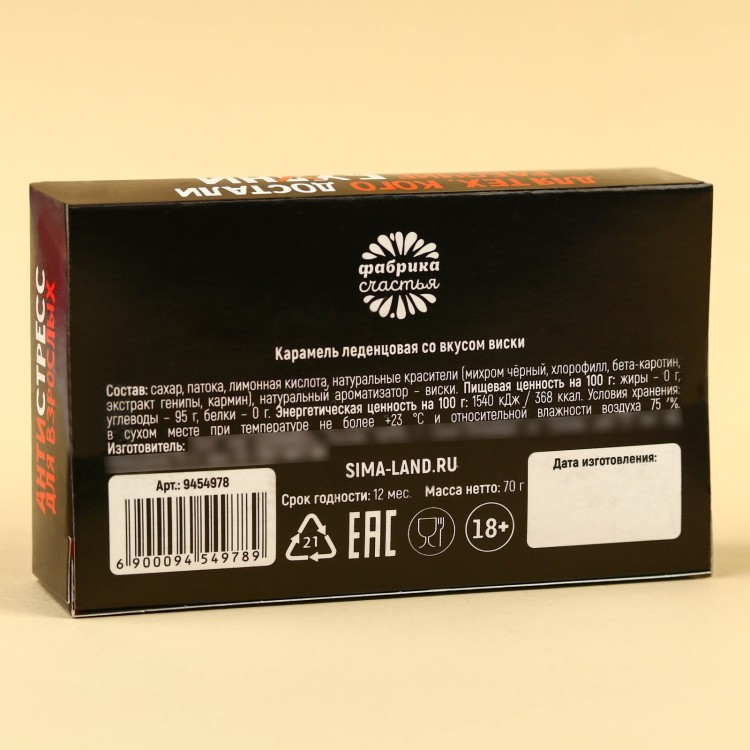 ДЛЯ ТЕХ, КОГО
ДОСТАЛИ
АНТИСТРЕСС
ДЛЯ ВЗРОСЛЫХ
фабрика
счастья
Карамель леденцовая со вкусом виски
Состав: сахар, патока, лимонная кислота, натуральные красители (михром чёрный, хлорофилл, бета-каротин,
экстракт генипы, кармин), натуральный ароматизатор - виски. Пищевая ценность на 100 г: жиры - 0 г,
углеводы - 95 г, белки - 0 г. Энергетическая ценность на 100 г: 1540 кДж / 368 ккал. Условия хранения:
в сухом месте при температуре не более +23 °С и относительной влажности воздуха 75 %.
Изготовитель:
SIMA-LAND.RU
Арт.: 9454978
6 900094 549789
Срок годности: 12 мес. Масса нетто: 70 г
21
EAC
18+
Дата изготовления: